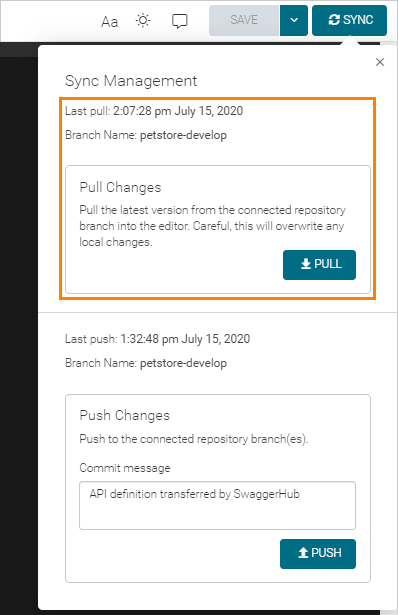 Aa
SAVE
SYNC
×
Sync Management
Last pull: 2:07:28 pm July 15, 2020
Branch Name: petstore-develop
Pull Changes
Pull the latest version from the connected repository
branch into the editor. Careful, this will overwrite any
local changes.
PULL
Last push: 1:32:48 pm July 15, 2020
Branch Name: petstore-develop
Push Changes
Push to the connected repository branch(es).
Commit message
API definition transferred by SwaggerHub
PUSH